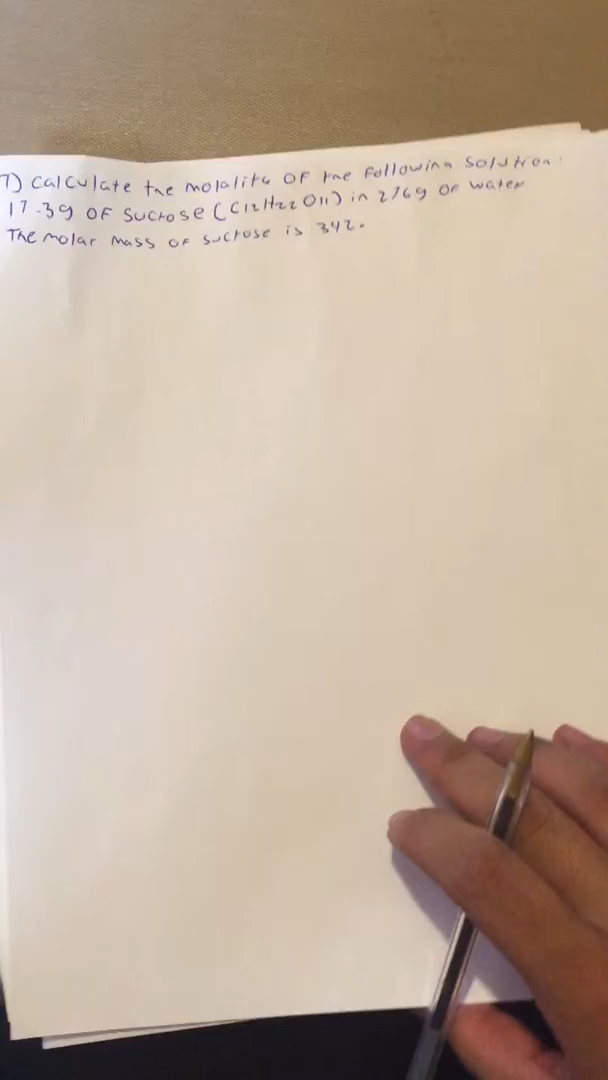 7) Calculate the molality of the following solution.
17.3g of sucrose (C12H22O11) in 276g of water
The molar mass of sucrose is 342.